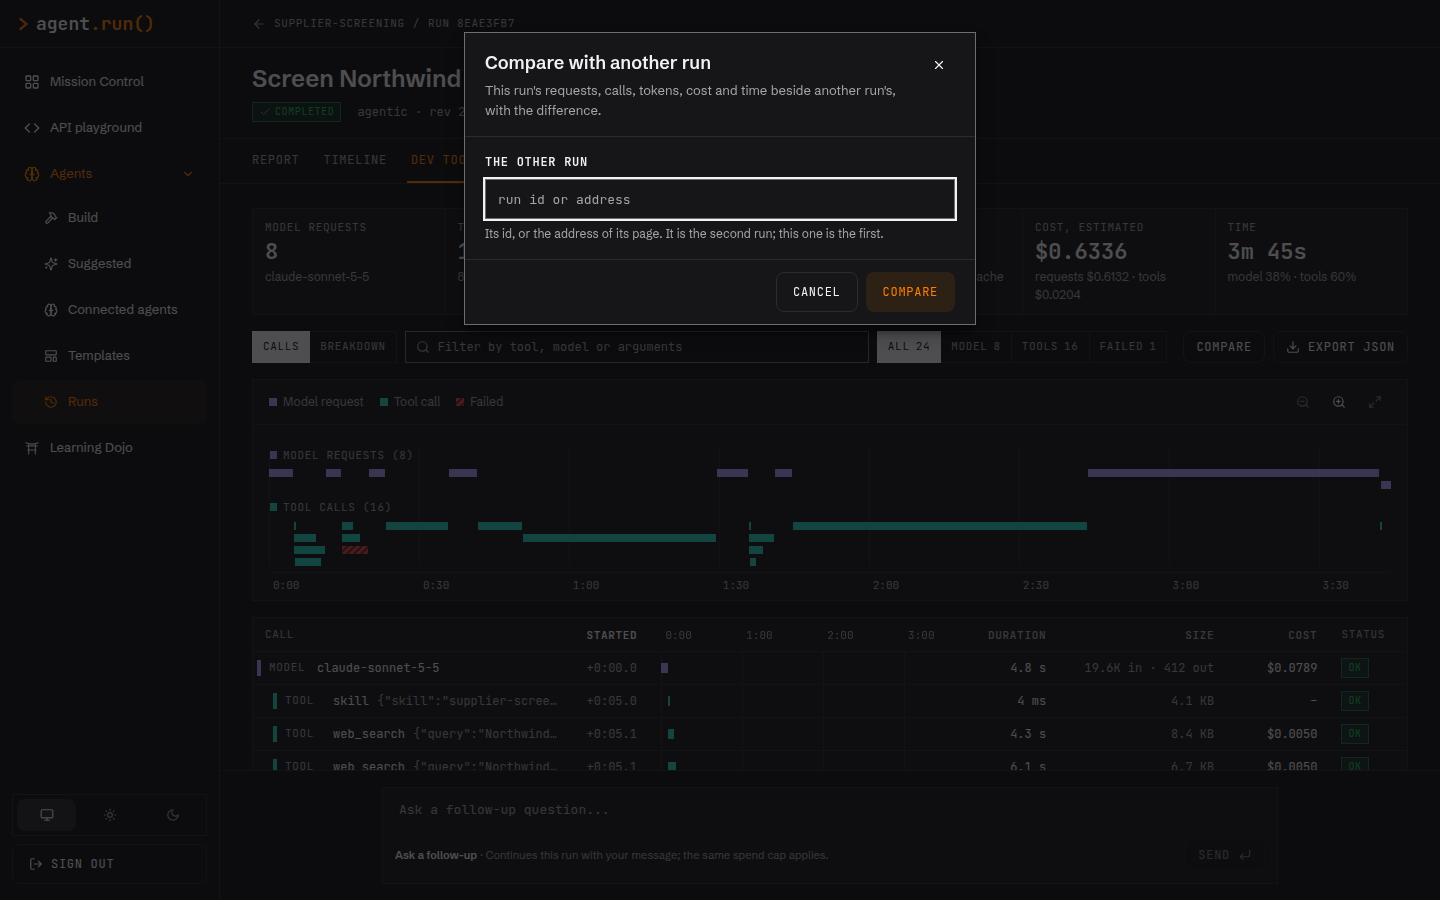 agent.run()
SUPPLIER-SCREENING / RUN 8EAE3FB7
Mission Control
API playground
Agents
Build
Suggested
Connected agents
Templates
Runs
Learning Dojo
SIGN OUT
Screen Northwind
COMPLETED
agentic · rev 2
REPORT
TIMELINE
DEV TOO
Compare with another run
This run's requests, calls, tokens, cost and time beside another run's,
with the difference.
THE OTHER RUN
run id or address
Its id, or the address of its page. It is the second run; this one is the first.
CANCEL
COMPARE
MODEL REQUESTS
8
claude-sonnet-5-5
COST, ESTIMATED
$0.6336
requests $0.6132 · tools
$0.0204
TIME
3m 45s
model 38% · tools 60%
CALLS
BREAKDOWN
Filter by tool, model or arguments
ALL 24
MODEL 8
TOOLS 16
FAILED 1
COMPARE
EXPORT JSON
Model request
Tool call
Failed
MODEL REQUESTS (8)
TOOL CALLS (16)
0:00 0:30 1:00 1:30 2:00 2:30 3:00 3:30
CALL STARTED 0:00 1:00 2:00 3:00 DURATION SIZE COST STATUS
MODEL claude-sonnet-5-5 +0:00.0 4.8 s 19.6K in · 412 out $0.0789 OK
TOOL skill {"skill":"supplier-scree… +0:05.0 4 ms 4.1 KB – OK
TOOL web_search {"query":"Northwind… +0:05.1 4.3 s 8.4 KB $0.0050 OK
TOOL web_search {"query":"Northwind… +0:05.1 6.1 s 6.7 KB $0.0050 OK
Ask a follow-up question...
Ask a follow-up · Continues this run with your message; the same spend cap applies.
SEND